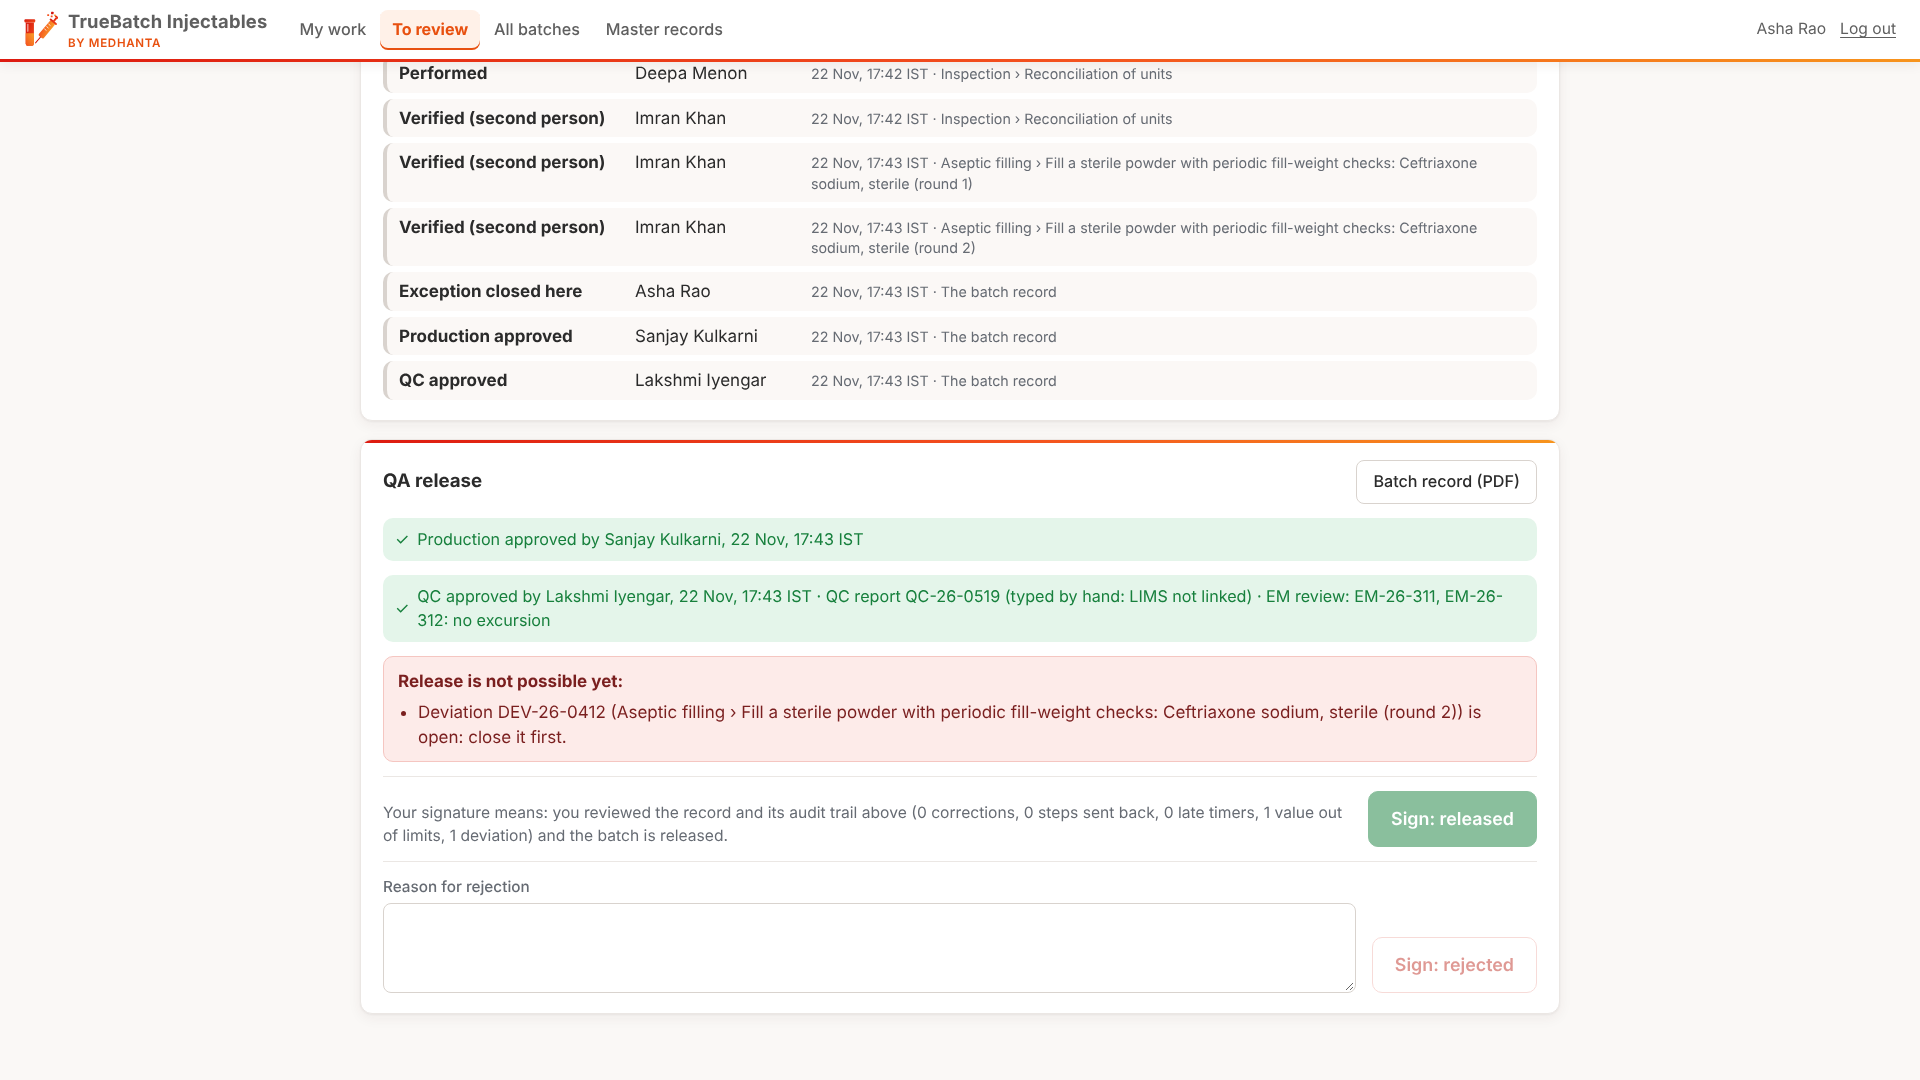 TrueBatch Injectables
BY MEDHANTA
My work
To review
All batches
Master records
Asha Rao
Log out
Performed
Deepa Menon
22 Nov, 17:42 IST · Inspection › Reconciliation of units
Verified (second person)
Imran Khan
22 Nov, 17:42 IST · Inspection › Reconciliation of units
Verified (second person)
Imran Khan
22 Nov, 17:43 IST · Aseptic filling › Fill a sterile powder with periodic fill-weight checks: Ceftriaxone
sodium, sterile (round 1)
Verified (second person)
Imran Khan
22 Nov, 17:43 IST · Aseptic filling › Fill a sterile powder with periodic fill-weight checks: Ceftriaxone
sodium, sterile (round 2)
Exception closed here
Asha Rao
22 Nov, 17:43 IST · The batch record
Production approved
Sanjay Kulkarni
22 Nov, 17:43 IST · The batch record
QC approved
Lakshmi Iyengar
22 Nov, 17:43 IST · The batch record
QA release
Batch record (PDF)
✓ Production approved by Sanjay Kulkarni, 22 Nov, 17:43 IST
✓ QC approved by Lakshmi Iyengar, 22 Nov, 17:43 IST · QC report QC-26-0519 (typed by hand: LIMS not linked) · EM review: EM-26-311, EM-26-
312: no excursion
Release is not possible yet:
• Deviation DEV-26-0412 (Aseptic filling › Fill a sterile powder with periodic fill-weight checks: Ceftriaxone sodium, sterile (round 2)) is
open: close it first.
Your signature means: you reviewed the record and its audit trail above (0 corrections, 0 steps sent back, 0 late timers, 1 value out
of limits, 1 deviation) and the batch is released.
Sign: released
Reason for rejection
Sign: rejected